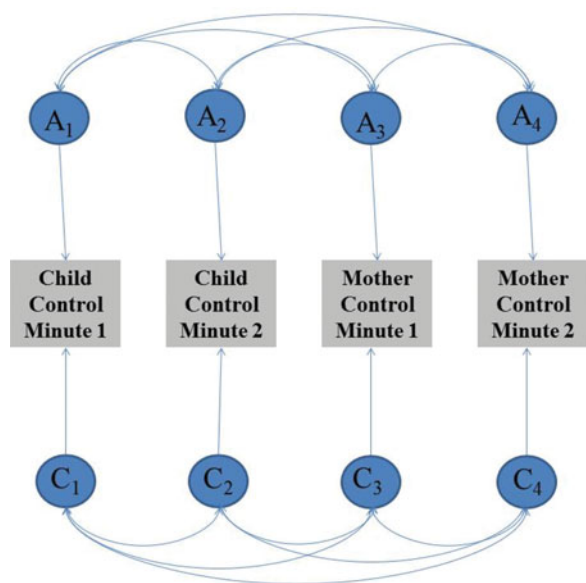 A₁ A₂ A₃ A₄
Child
Control
Minute 1
Child
Control
Minute 2
Mother
Control
Minute 1
Mother
Control
Minute 2
C₁ C₂ C₃ C₄